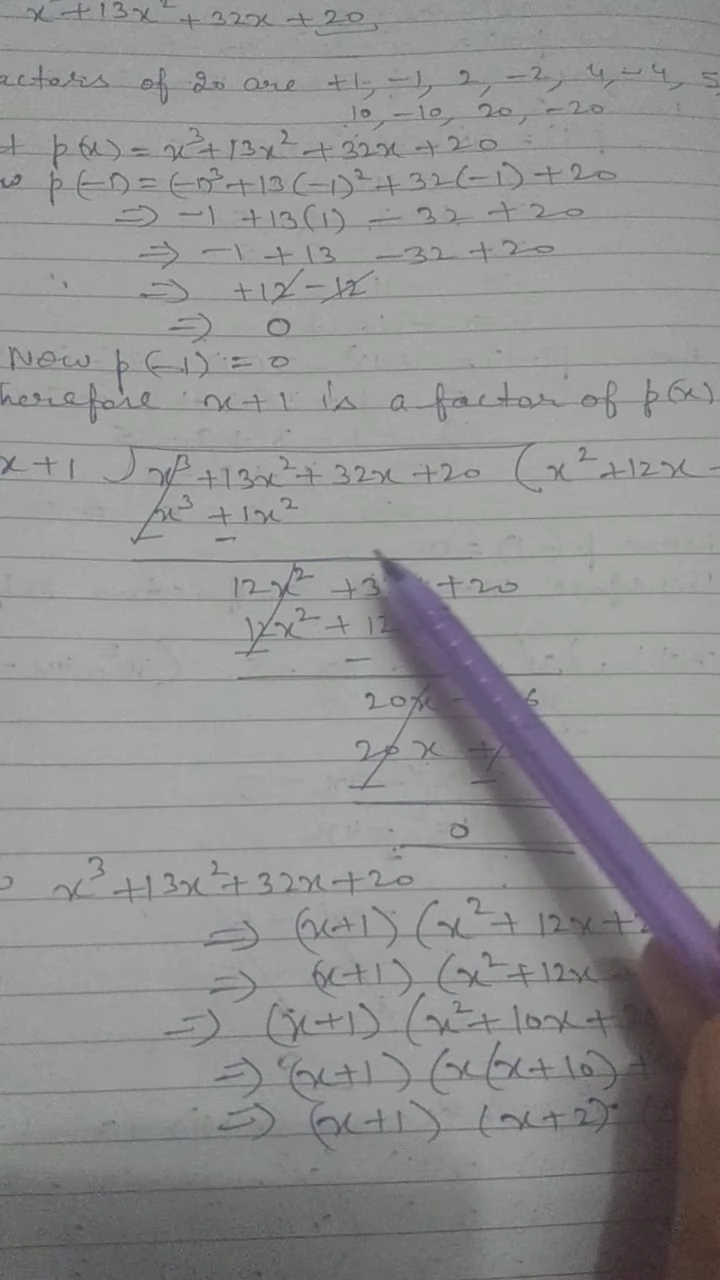 x + 13x² + 32x + 20
actors of 20 are +1, -1, 2, -2, 4, -4, 5
10, -10, 20, -20
p(x) = x³ + 13x² + 32x + 20
p(-1) = (-1)³ + 13(-1)² + 32(-1) + 20
⇒ -1 + 13(1) - 32 + 20
⇒ -1 + 13 - 32 + 20
⇒ +12 - 12
⇒ 0
Now p(-1) = 0
herefore x+1 is a factor of p(x)
x + 1 ) x³ + 13x² + 32x + 20 ( x² + 12x -
x³ + 1x²
-
12x² + 3 + 20
12x² + 12
- -
20x
20x +
- -
0
x³ + 13x² + 32x + 20
⇒ (x+1) (x² + 12x +
⇒ (x+1) (x² + 12x
⇒ (x+1) (x² + 10x +
⇒ (x+1) (x(x+10) +
⇒ (x+1) (x+2)